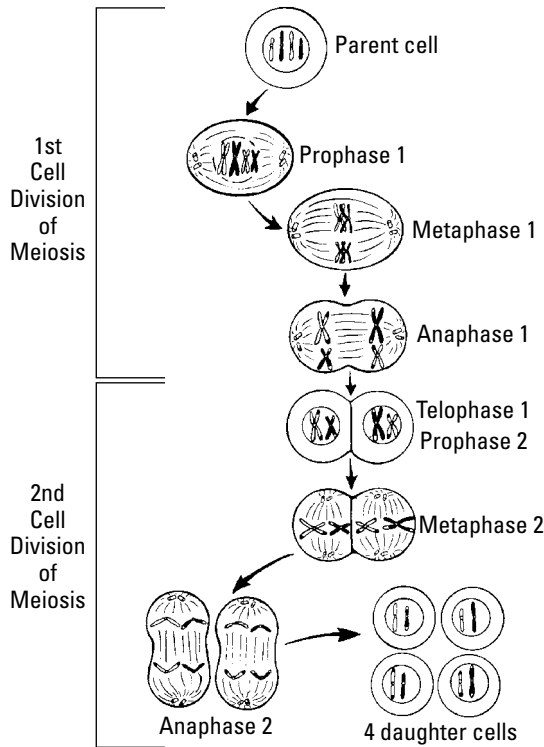 Parent cell
1st
Cell
Division
of
Meiosis
Prophase 1
Metaphase 1
Anaphase 1
Telophase 1
Prophase 2
2nd
Cell
Division
of
Meiosis
Metaphase 2
Anaphase 2
4 daughter cells